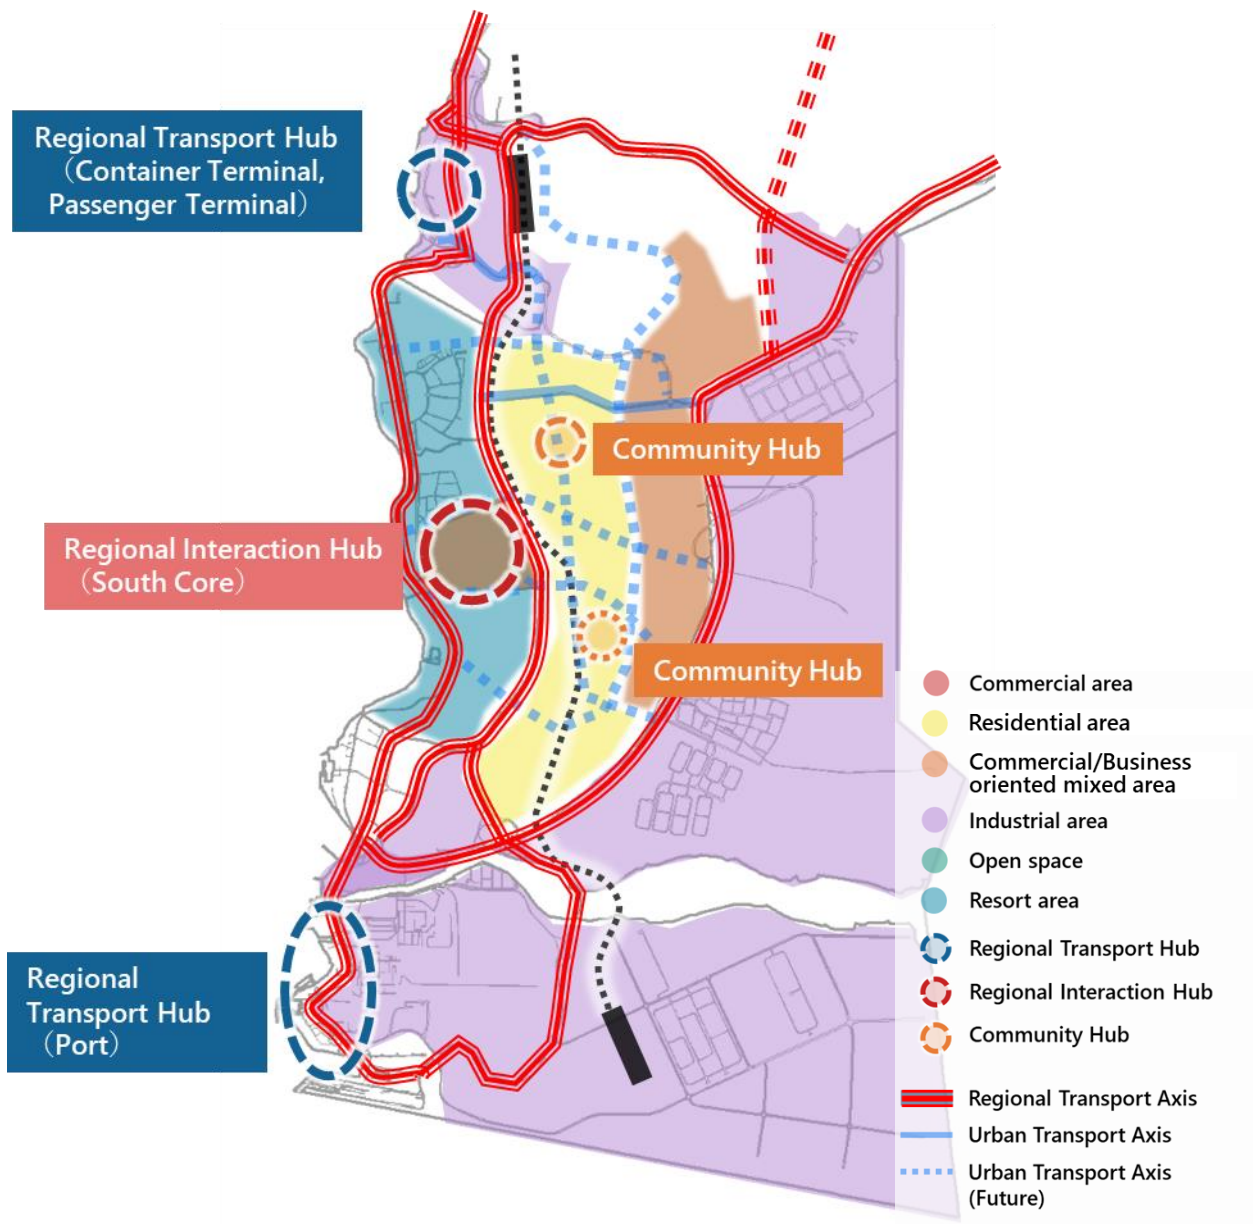 Regional Transport Hub
（Container Terminal,
Passenger Terminal）
Community Hub
Regional Interaction Hub
（South Core）
Community Hub
Regional
Transport Hub
（Port）
Commercial area
Residential area
Commercial/Business
oriented mixed area
Industrial area
Open space
Resort area
Regional Transport Hub
Regional Interaction Hub
Community Hub
Regional Transport Axis
Urban Transport Axis
Urban Transport Axis
(Future)